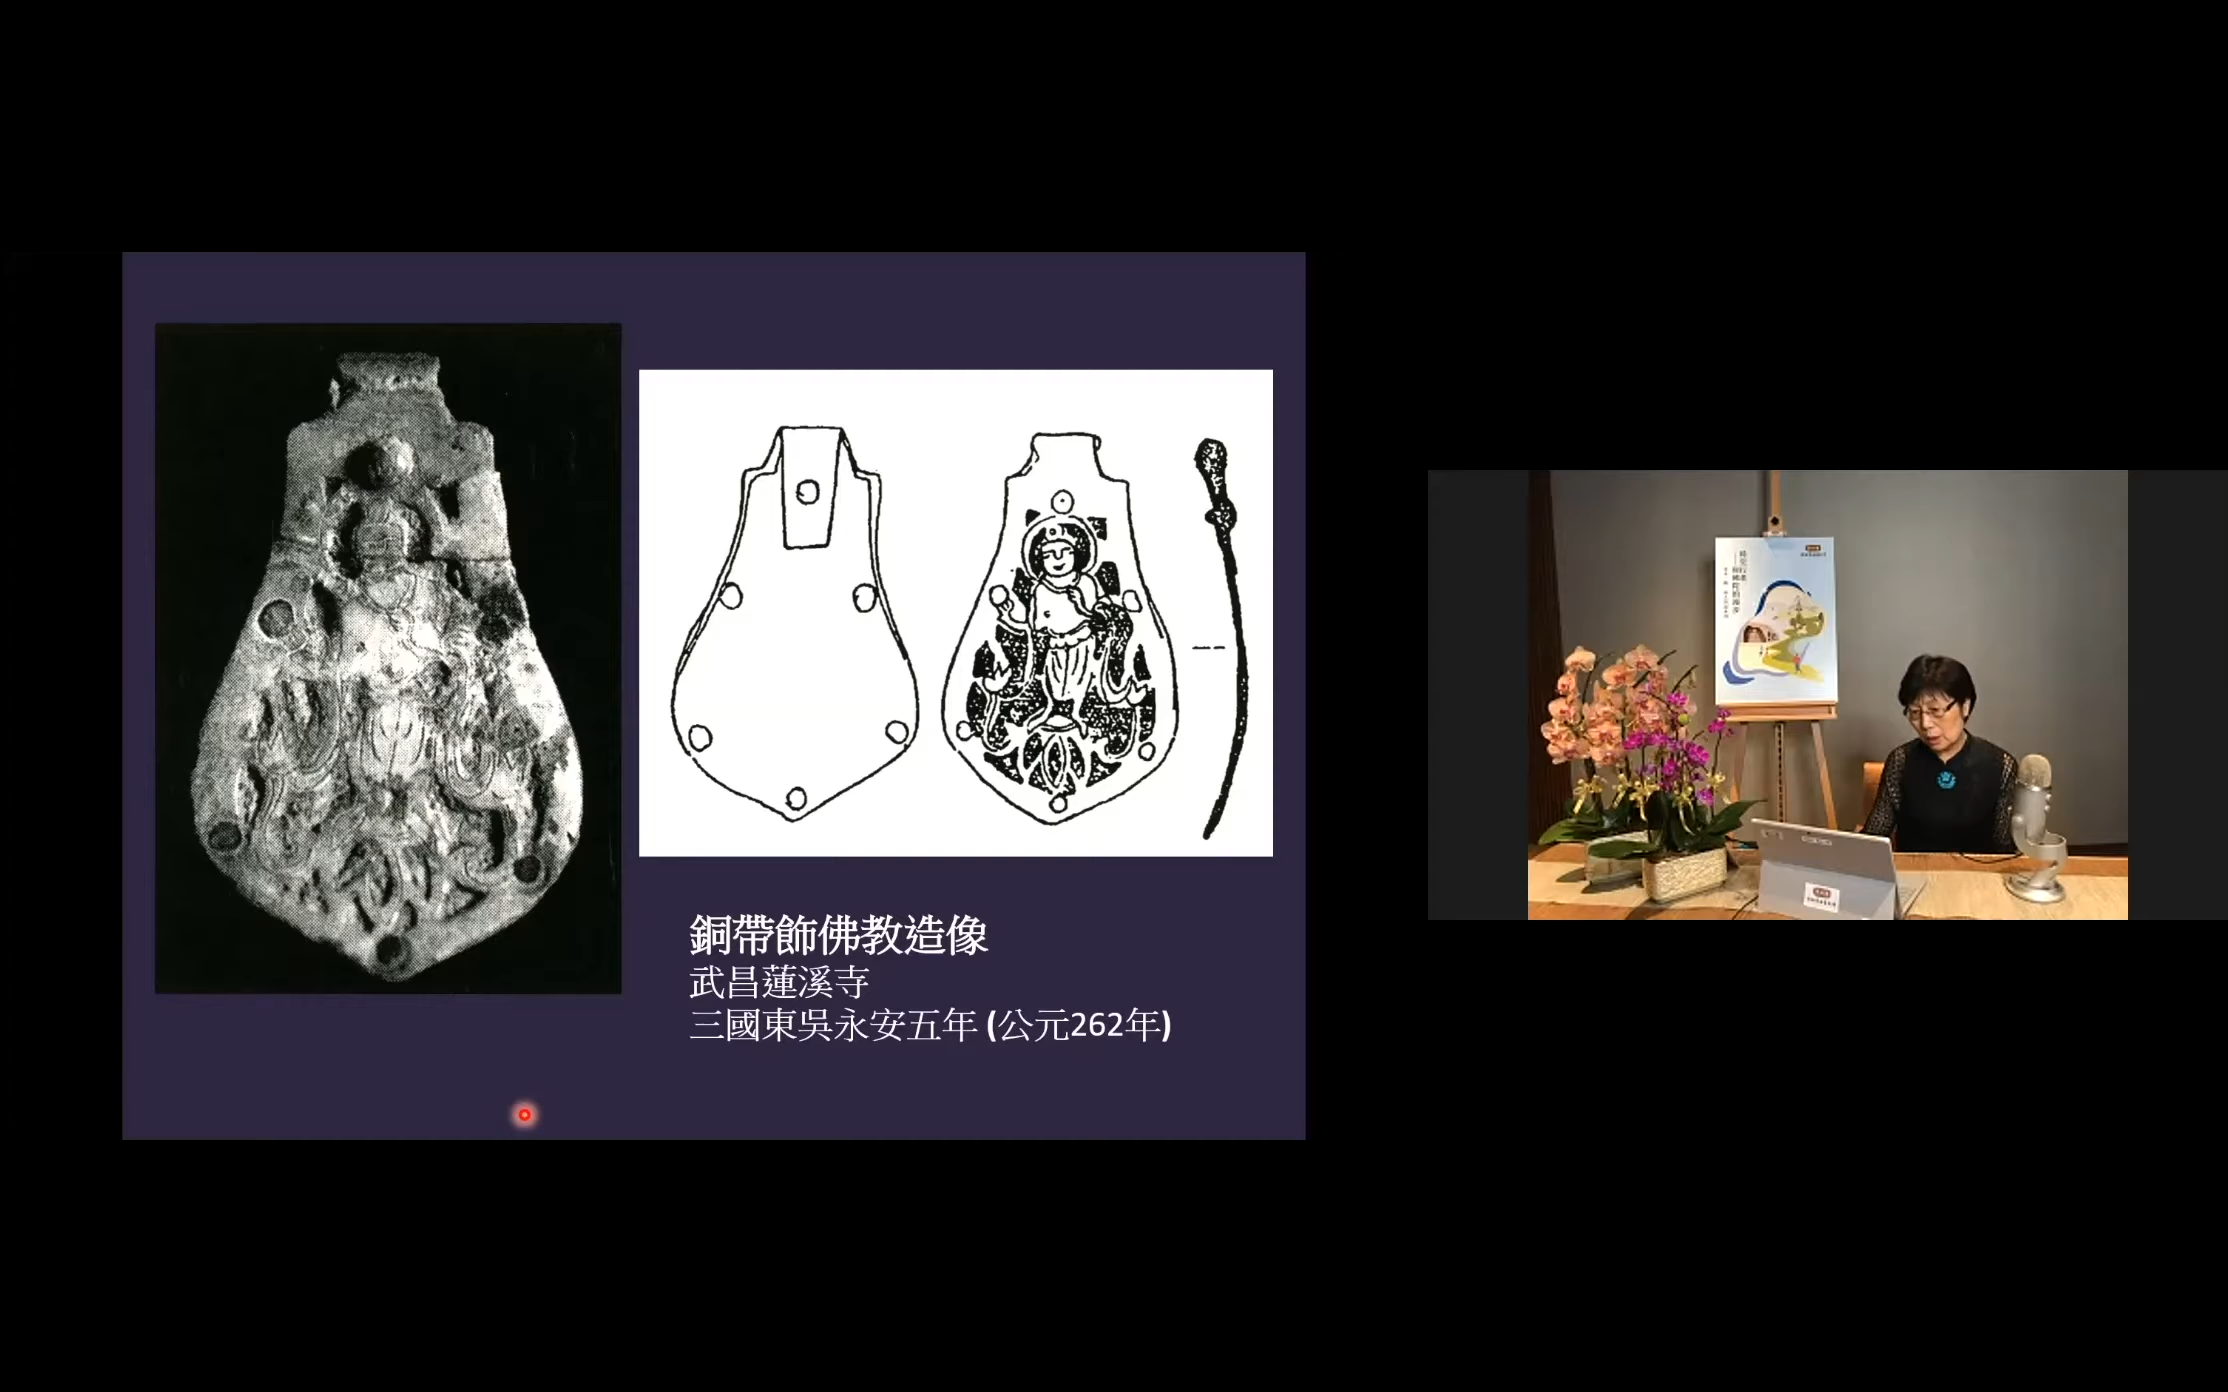 銅帶飾佛教造像
武昌蓮溪寺
三國東吳永安五年 (公元262年)